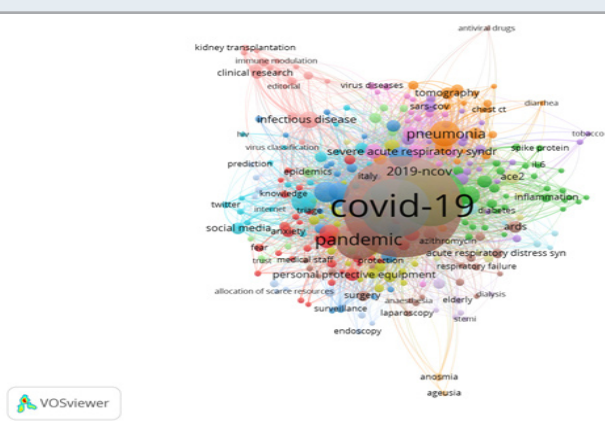 antiviral drugs
kidney transplantation
immune modulation
clinical research
editorial
virus diseases
tomography
sars-cov
chest ct
diarrhea
infectious disease
hiv
pneumonia
tobacco
virus classification
severe acute respiratory syndr
spike protein
prediction
epidemics
italy
2019-ncov
ace2
il-6
knowledge
twitter
internet
triage
covid-19
diabetes
inflammation
social media
anxiety
pandemic
azithromycin
ards
fear
trust
medical staff
protection
acute respiratory distress syn
respiratory failure
personal protective equipment
allocation of scarce resources
surgery
anaesthesia
elderly
dialysis
surveillance
laparoscopy
stemi
endoscopy
anosmia
ageusia
VOSviewer